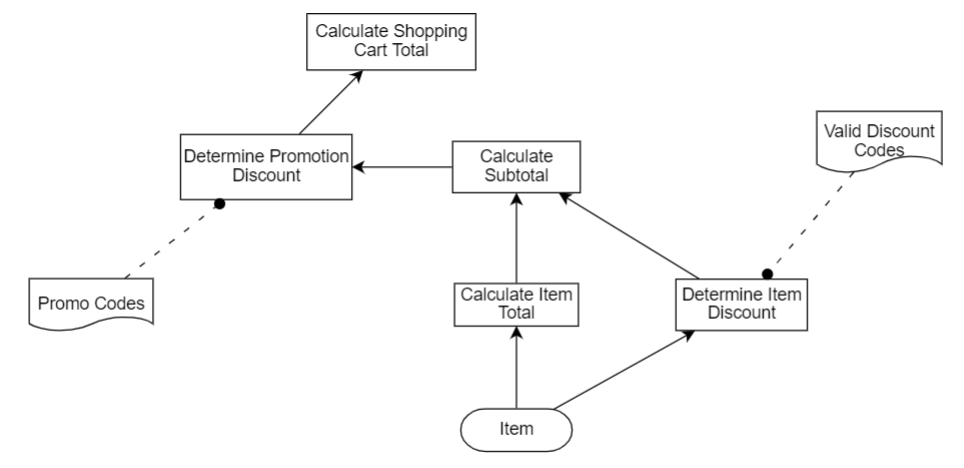 Calculate Shopping
Cart Total
Determine Promotion
Discount
Calculate
Subtotal
Valid Discount
Codes
Promo Codes
Calculate Item
Total
Determine Item
Discount
Item